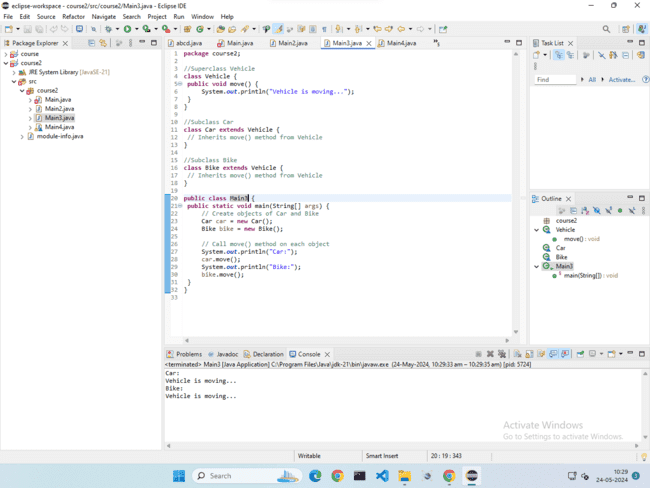 eclipse-workspace - course2/src/course2/Main3.java - Eclipse IDE
File Edit Source Refactor Navigate Search Project Run Window Help
Package Explorer
course
course2
JRE System Library [JavaSE-21]
src
course2
Main.java
Main2.java
Main3.java
Main4.java
module-info.java
abcd.java Main.java Main2.java Main3.java Main4.java
1 package course2;
2
3 //Superclass Vehicle
4 class Vehicle {
5 public void move() {
6 System.out.println("Vehicle is moving...");
7 }
8 }
9
10 //Subclass Car
11 class Car extends Vehicle {
12 // Inherits move() method from Vehicle
13 }
14
15 //Subclass Bike
16 class Bike extends Vehicle {
17 // Inherits move() method from Vehicle
18 }
19
20 public class Main3 {
21 public static void main(String[] args) {
22 // Create objects of Car and Bike
23 Car car = new Car();
24 Bike bike = new Bike();
25
26 // Call move() method on each object
27 System.out.println("Car:");
28 car.move();
29 System.out.println("Bike:");
30 bike.move();
31 }
32 }
33
Task List
Find All Activate...
Outline
course2
Vehicle
move() : void
Car
Bike
Main3
main(String[]) : void
Problems Javadoc Declaration Console
<terminated> Main3 [Java Application] C:\Program Files\Java\jdk-21\bin\javaw.exe (24-May-2024, 10:29:33 am – 10:29:35 am) [pid: 5724]
Car:
Vehicle is moving...
Bike:
Vehicle is moving...
Activate Windows
Go to Settings to activate Windows.
Writable Smart Insert 20 : 19 : 343
Search
10:29
24-05-2024